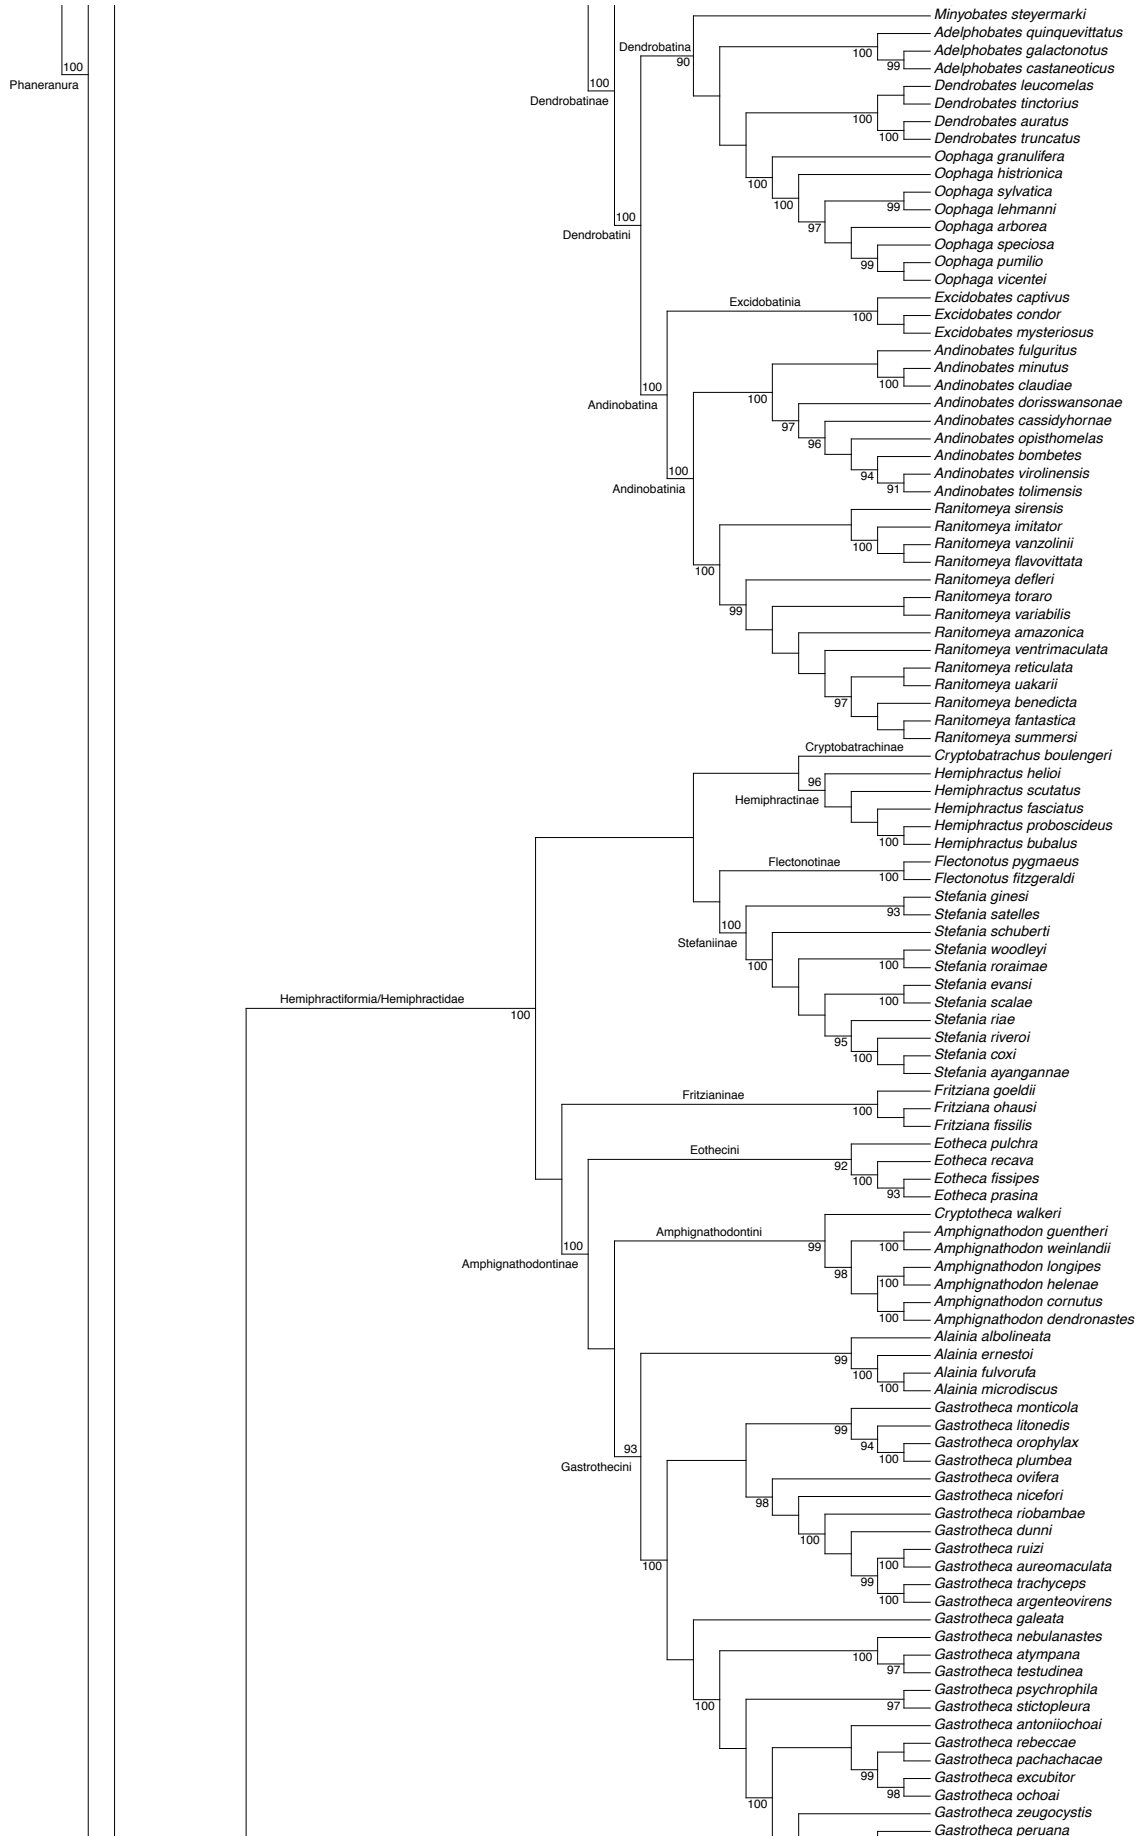 Minyobates steyermarki
Dendrobatina
Adelphobates quinquevittatus
100
Adelphobates galactonotus
90
99
Adelphobates castaneoticus
100
Phaneranura
100
Dendrobates leucomelas
Dendrobatinae
Dendrobates tinctorius
100
Dendrobates auratus
100
Dendrobates truncatus
Oophaga granulifera
100
Oophaga histrionica
100
Oophaga sylvatica
99
Oophaga lehmanni
100
97
Oophaga arborea
Dendrobatini
Oophaga speciosa
99
Oophaga pumilio
Oophaga vicentei
Excidobatinia
Excidobates captivus
100
Excidobates condor
Excidobates mysteriosus
Andinobates fulguritus
Andinobates minutus
100
100
Andinobates claudiae
100
Andinobatina
Andinobates dorisswansonae
97
Andinobates cassidyhornae
96
Andinobates opisthomelas
Andinobates bombetes
100
94
Andinobates virolinensis
Andinobatinia
91
Andinobates tolimensis
Ranitomeya sirensis
Ranitomeya imitator
100
Ranitomeya vanzolinii
Ranitomeya flavovittata
100
Ranitomeya defleri
Ranitomeya toraro
99
Ranitomeya variabilis
Ranitomeya amazonica
Ranitomeya ventrimaculata
Ranitomeya reticulata
Ranitomeya uakarii
97
Ranitomeya benedicta
Ranitomeya fantastica
Ranitomeya summersi
Cryptobatrachinae
Cryptobatrachus boulengeri
Hemiphractus helioi
96
Hemiphractus scutatus
Hemiphractinae
Hemiphractus fasciatus
Hemiphractus proboscideus
100
Hemiphractus bubalus
Flectonotinae
Flectonotus pygmaeus
100
Flectonotus fitzgeraldi
Stefania ginesi
93
Stefania satelles
100
Stefania schuberti
Stefaniinae
Stefania woodleyi
100
100
Stefania roraimae
Stefania evansi
Hemiphractiformia/Hemiphractidae
100
Stefania scalae
100
Stefania riae
95
Stefania riveroi
100
Stefania coxi
Stefania ayangannae
Fritzianinae
Fritziana goeldii
100
Fritziana ohausi
Fritziana fissilis
Eothecini
Eotheca pulchra
92
Eotheca recava
100
Eotheca fissipes
93
Eotheca prasina
Cryptotheca walkeri
Amphignathodontini
Amphignathodon guentheri
99
100
Amphignathodon weinlandii
100
Amphignathodontinae
98
Amphignathodon longipes
100
Amphignathodon helenae
Amphignathodon cornutus
100
Amphignathodon dendronastes
Alainia albolineata
99
Alainia ernestoi
100
Alainia fulvorufa
100
Alainia microdiscus
Gastrotheca monticola
99
Gastrotheca litonedis
94
Gastrotheca orophylax
93
100
Gastrotheca plumbea
Gastrothecini
Gastrotheca ovifera
98
Gastrotheca nicefori
Gastrotheca riobambae
100
Gastrotheca dunni
Gastrotheca ruizi
100
100
Gastrotheca aureomaculata
99
Gastrotheca trachyceps
100
Gastrotheca argenteovirens
Gastrotheca galeata
Gastrotheca nebulanastes
100
Gastrotheca atympana
97
Gastrotheca testudinea
Gastrotheca psychrophila
100
97
Gastrotheca stictopleura
Gastrotheca antoniiochoai
Gastrotheca rebeccae
Gastrotheca pachachacae
99
Gastrotheca excubitor
98
Gastrotheca ochoai
100
Gastrotheca zeugocystis
Gastrotheca peruana